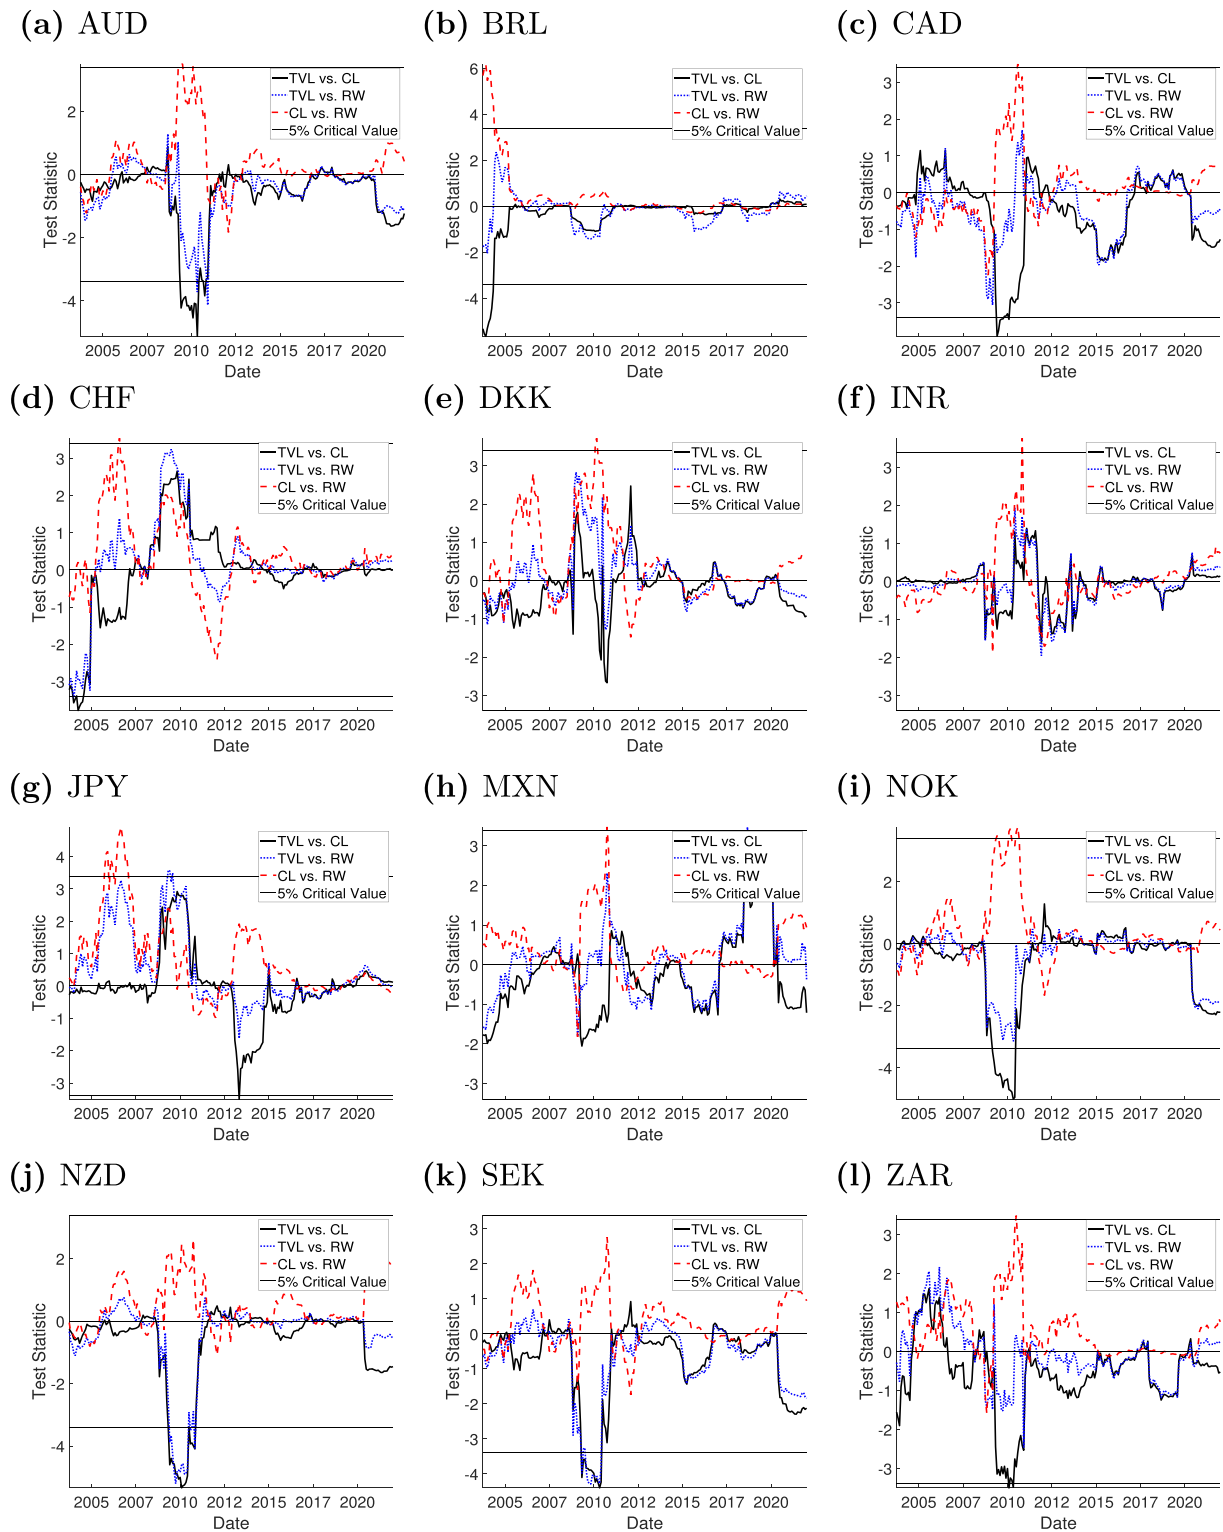 (a) AUD
Test Statistic
2
0
-2
-4
2005 2007 2010 2012 2015 2017 2020
Date
TVL vs. CL
TVL vs. RW
CL vs. RW
5% Critical Value
(b) BRL
Test Statistic
6
4
2
0
-2
-4
-6
2005 2007 2010 2012 2015 2017 2020
Date
TVL vs. CL
TVL vs. RW
CL vs. RW
5% Critical Value
(c) CAD
Test Statistic
3
2
1
0
-1
-2
-3
2005 2007 2010 2012 2015 2017 2020
Date
TVL vs. CL
TVL vs. RW
CL vs. RW
5% Critical Value
(d) CHF
Test Statistic
3
2
1
0
-1
-2
-3
2005 2007 2010 2012 2015 2017 2020
Date
TVL vs. CL
TVL vs. RW
CL vs. RW
5% Critical Value
(e) DKK
Test Statistic
3
2
1
0
-1
-2
-3
2005 2007 2010 2012 2015 2017 2020
Date
TVL vs. CL
TVL vs. RW
CL vs. RW
5% Critical Value
(f) INR
Test Statistic
3
2
1
0
-1
-2
-3
2005 2007 2010 2012 2015 2017 2020
Date
TVL vs. CL
TVL vs. RW
CL vs. RW
5% Critical Value
(g) JPY
Test Statistic
4
3
2
1
0
-1
-2
-3
2005 2007 2010 2012 2015 2017 2020
Date
TVL vs. CL
TVL vs. RW
CL vs. RW
5% Critical Value
(h) MXN
Test Statistic
3
2
1
0
-1
-2
-3
2005 2007 2010 2012 2015 2017 2020
Date
TVL vs. CL
TVL vs. RW
CL vs. RW
5% Critical Value
(i) NOK
Test Statistic
2
0
-2
-4
2005 2007 2010 2012 2015 2017 2020
Date
TVL vs. CL
TVL vs. RW
CL vs. RW
5% Critical Value
(j) NZD
Test Statistic
2
0
-2
-4
2005 2007 2010 2012 2015 2017 2020
Date
TVL vs. CL
TVL vs. RW
CL vs. RW
5% Critical Value
(k) SEK
Test Statistic
3
2
1
0
-1
-2
-3
-4
2005 2007 2010 2012 2015 2017 2020
Date
TVL vs. CL
TVL vs. RW
CL vs. RW
5% Critical Value
(l) ZAR
Test Statistic
3
2
1
0
-1
-2
-3
2005 2007 2010 2012 2015 2017 2020
Date
TVL vs. CL
TVL vs. RW
CL vs. RW
5% Critical Value